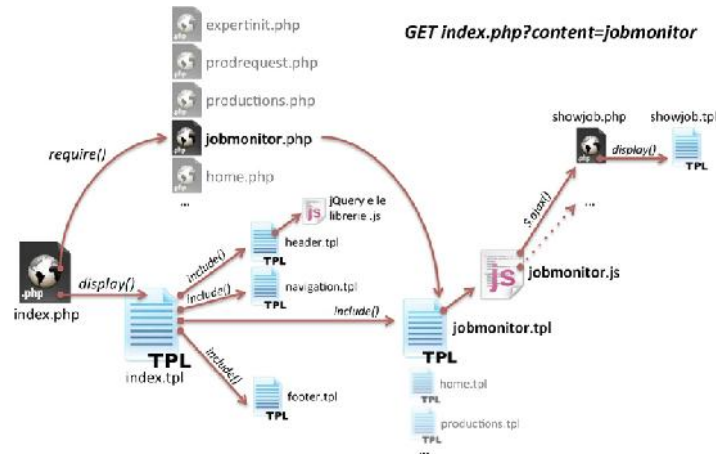 expertinit.php
GET index.php?content=jobmonitor
prodrequest.php
productions.php
jobmonitor.php
home.php
...
require()
showjob.php
showjob.tpl
display()
TPL
$.ajax()
...
jQuery e le
librerie .js
js
header.tpl
TPL
include()
navigation.tpl
TPL
include()
.php
index.php
display()
TPL
index.tpl
include()
jobmonitor.tpl
TPL
js
jobmonitor.js
include()
footer.tpl
TPL
home.tpl
TPL
productions.tpl
TPL
...